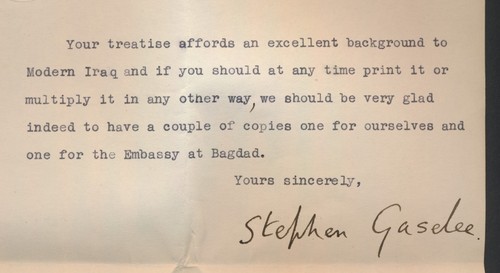 Your treatise affords an excellent background to
Modern Iraq and if you should at any time print it or
multiply it in any other way, we should be very glad
indeed to have a couple of copies one for ourselves and
one for the Embassy at Bagdad.
Yours sincerely,
Stephen Gaselee.